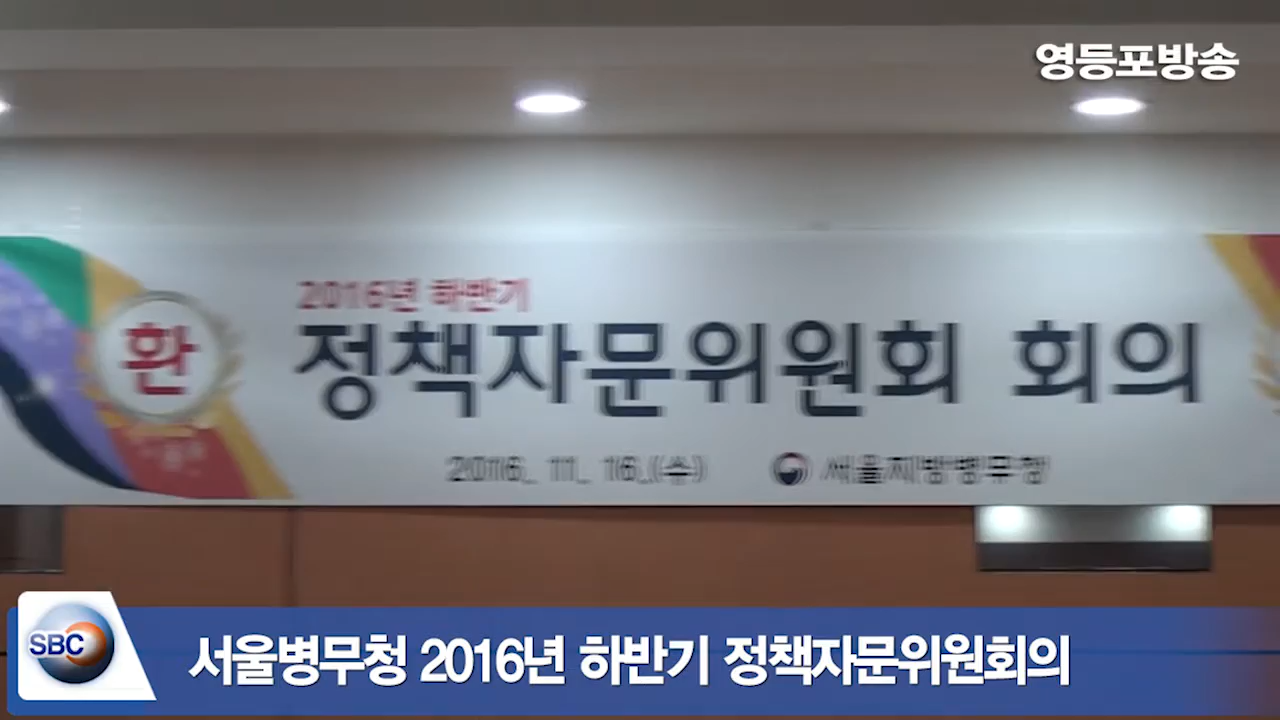 영등포방송
2016년 하반기
환 정책자문위원회 회의
2016. 11. 16.(수) 서울지방병무청
SBC 서울병무청 2016년 하반기 정책자문위원회의